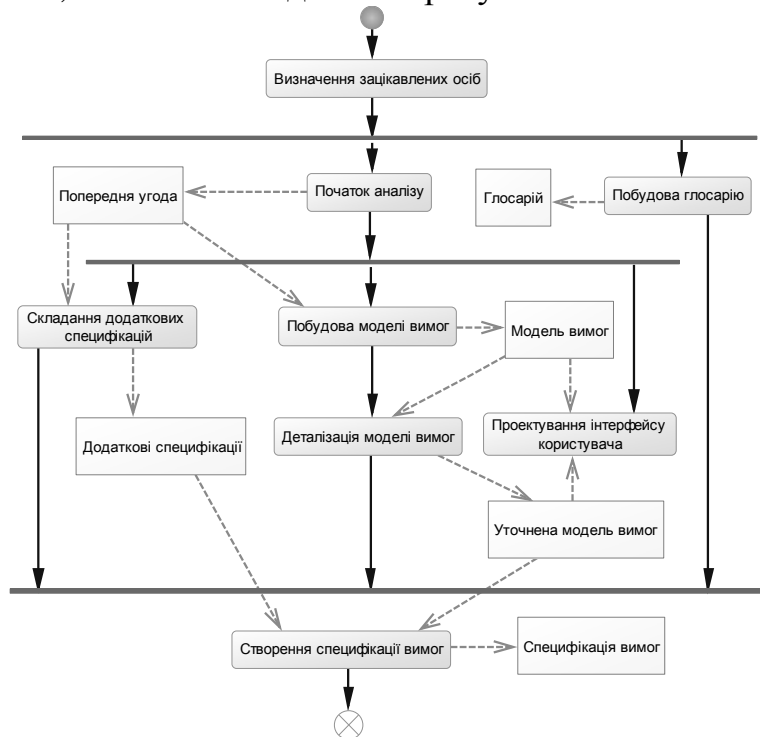 Визначення зацікавлених осіб
Попередня угода
Початок аналізу
Глосарій
Побудова глосарію
Складання додаткових
специфікацій
Побудова моделі вимог
Модель вимог
Додаткові специфікації
Деталізація моделі вимог
Проектування інтерфейсу
користувача
Уточнена модель вимог
Створення специфікації вимог
Специфікація вимог